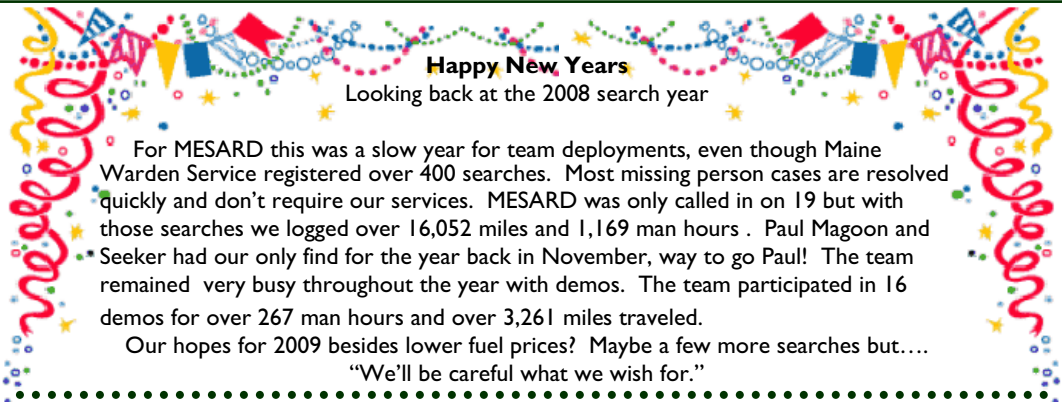 Happy New Years
Looking back at the 2008 search year
For MESARD this was a slow year for team deployments, even though Maine
Warden Service registered over 400 searches. Most missing person cases are resolved
quickly and don’t require our services. MESARD was only called in on 19 but with
those searches we logged over 16,052 miles and 1,169 man hours . Paul Magoon and
Seeker had our only find for the year back in November, way to go Paul! The team
remained very busy throughout the year with demos. The team participated in 16
demos for over 267 man hours and over 3,261 miles traveled.
Our hopes for 2009 besides lower fuel prices? Maybe a few more searches but….
“We’ll be careful what we wish for.”